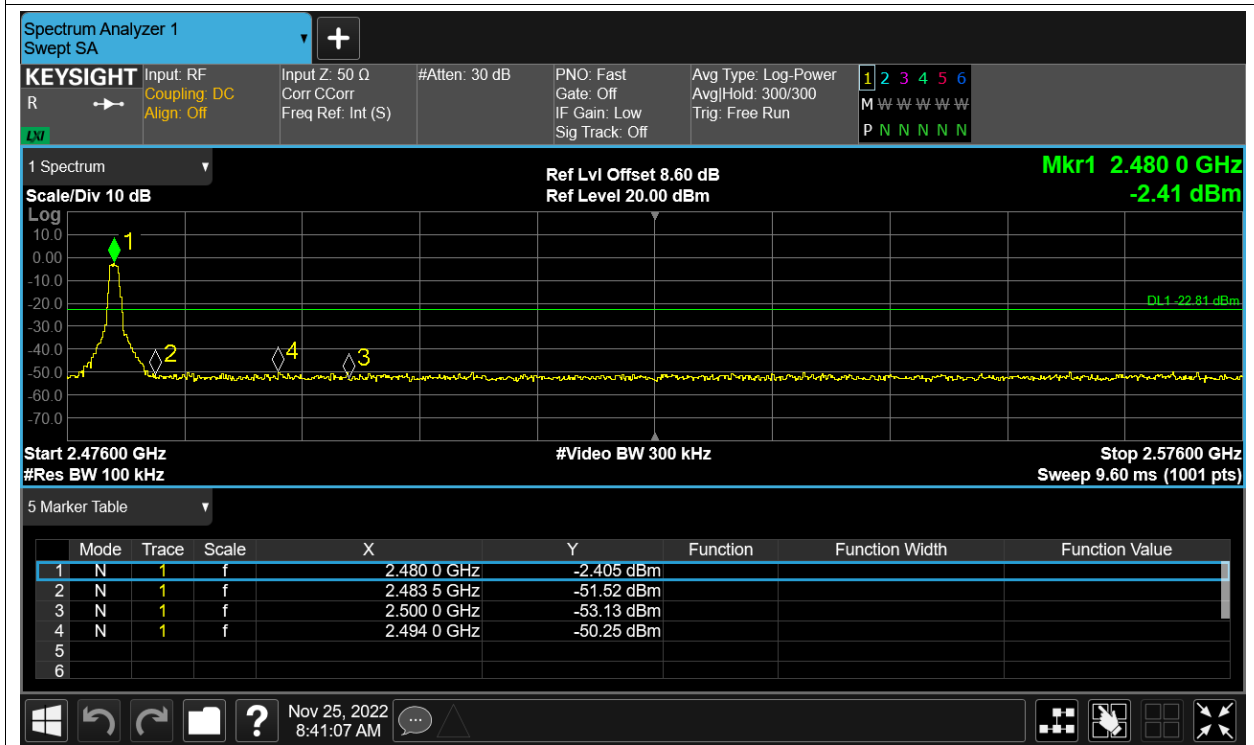 Spectrum Analyzer 1
Swept SA
KEYSIGHT Input: RF Input Z: 50 Ω #Atten: 30 dB PNO: Fast Avg Type: Log-Power 1 2 3 4 5 6
R Coupling: DC Corr CCorr Gate: Off Avg|Hold: 300/300 M W W W W W
Align: Off Freq Ref: Int (S) IF Gain: Low Trig: Free Run
LXI Sig Track: Off P N N N N N
1 Spectrum Ref Lvl Offset 8.60 dB Mkr1 2.480 0 GHz
Scale/Div 10 dB Ref Level 20.00 dBm -2.41 dBm
Log
10.0 1
0.00
-10.0
-20.0 DL1 -22.81 dBm
-30.0
-40.0 2 4 3
-50.0
-60.0
-70.0
Start 2.47600 GHz #Video BW 300 kHz Stop 2.57600 GHz
#Res BW 100 kHz Sweep 9.60 ms (1001 pts)
5 Marker Table
Mode Trace Scale X Y Function Function Width Function Value
1 N 1 f 2.480 0 GHz -2.405 dBm
2 N 1 f 2.483 5 GHz -51.52 dBm
3 N 1 f 2.500 0 GHz -53.13 dBm
4 N 1 f 2.494 0 GHz -50.25 dBm
5
6
? Nov 25, 2022
8:41:07 AM